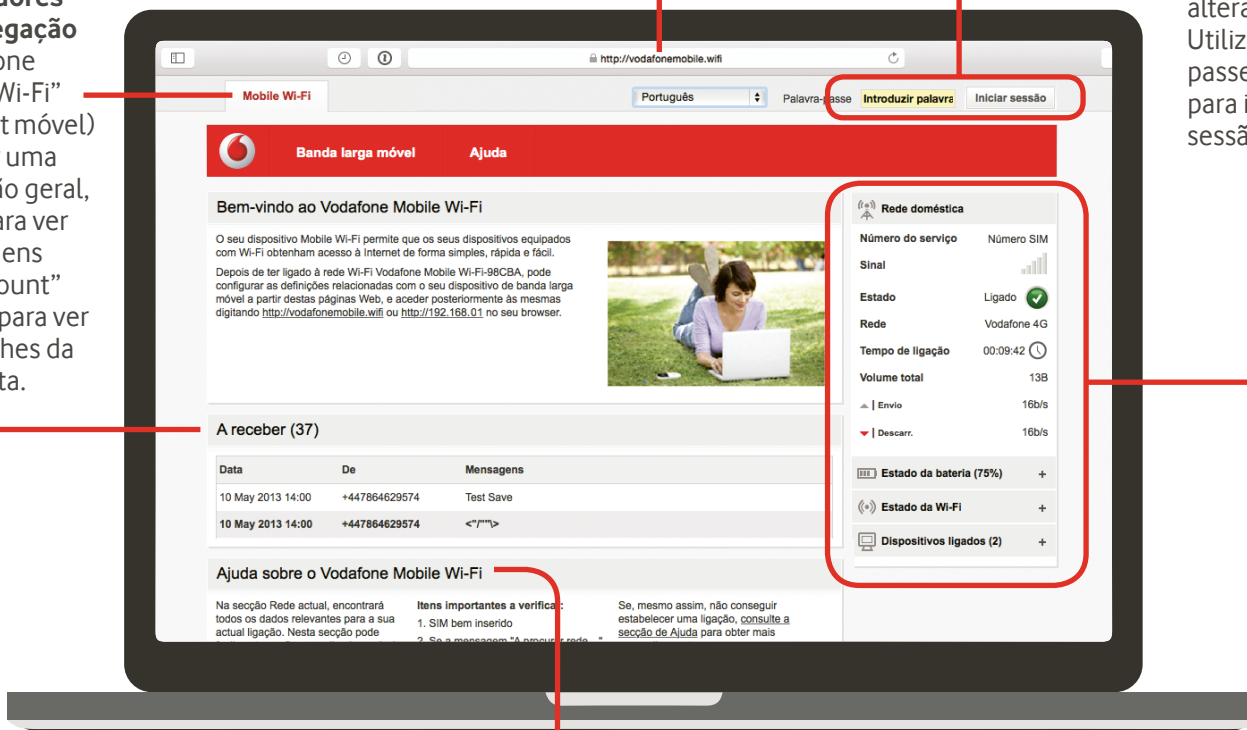 dores
egação
one
Wi-Fi”
t móvel)
r uma
ão geral,
ara ver
ens
ount”
para ver
hes da
ta.
altera
Utiliz
passe
para i
sessã
http://vodafonemobile.wifi
Mobile Wi-Fi
Português
Palavra-passe
Introduzir palavra
Iniciar sessão
Banda larga móvel
Ajuda
Bem-vindo ao Vodafone Mobile Wi-Fi
O seu dispositivo Mobile Wi-Fi permite que os seus dispositivos equipados
com Wi-Fi obtenham acesso à Internet de forma simples, rápida e fácil.
Depois de ter ligado à rede Wi-Fi Vodafone Mobile Wi-Fi-98CBA, pode
configurar as definições relacionadas com o seu dispositivo de banda larga
móvel a partir destas páginas Web, e aceder posteriormente às mesmas
digitando http://vodafonemobile.wifi ou http://192.168.01 no seu browser.
A receber (37)
Data De Mensagens
10 May 2013 14:00 +447864629574 Test Save
10 May 2013 14:00 +447864629574 <"/""'\>
Ajuda sobre o Vodafone Mobile Wi-Fi
Na secção Rede actual, encontrará
todos os dados relevantes para a sua
actual ligação. Nesta secção pode
Itens importantes a verificar:
1. SIM bem inserido
2. Se a mensagem "A procurar rede..."
Se, mesmo assim, não conseguir
estabelecer uma ligação, consulte a
secção de Ajuda para obter mais
Rede doméstica
Número do serviço Número SIM
Sinal
Estado Ligado
Rede Vodafone 4G
Tempo de ligação 00:09:42
Volume total 13B
| Envio 16b/s
| Descarr. 16b/s
Estado da bateria (75%) +
Estado da Wi-Fi +
Dispositivos ligados (2) +